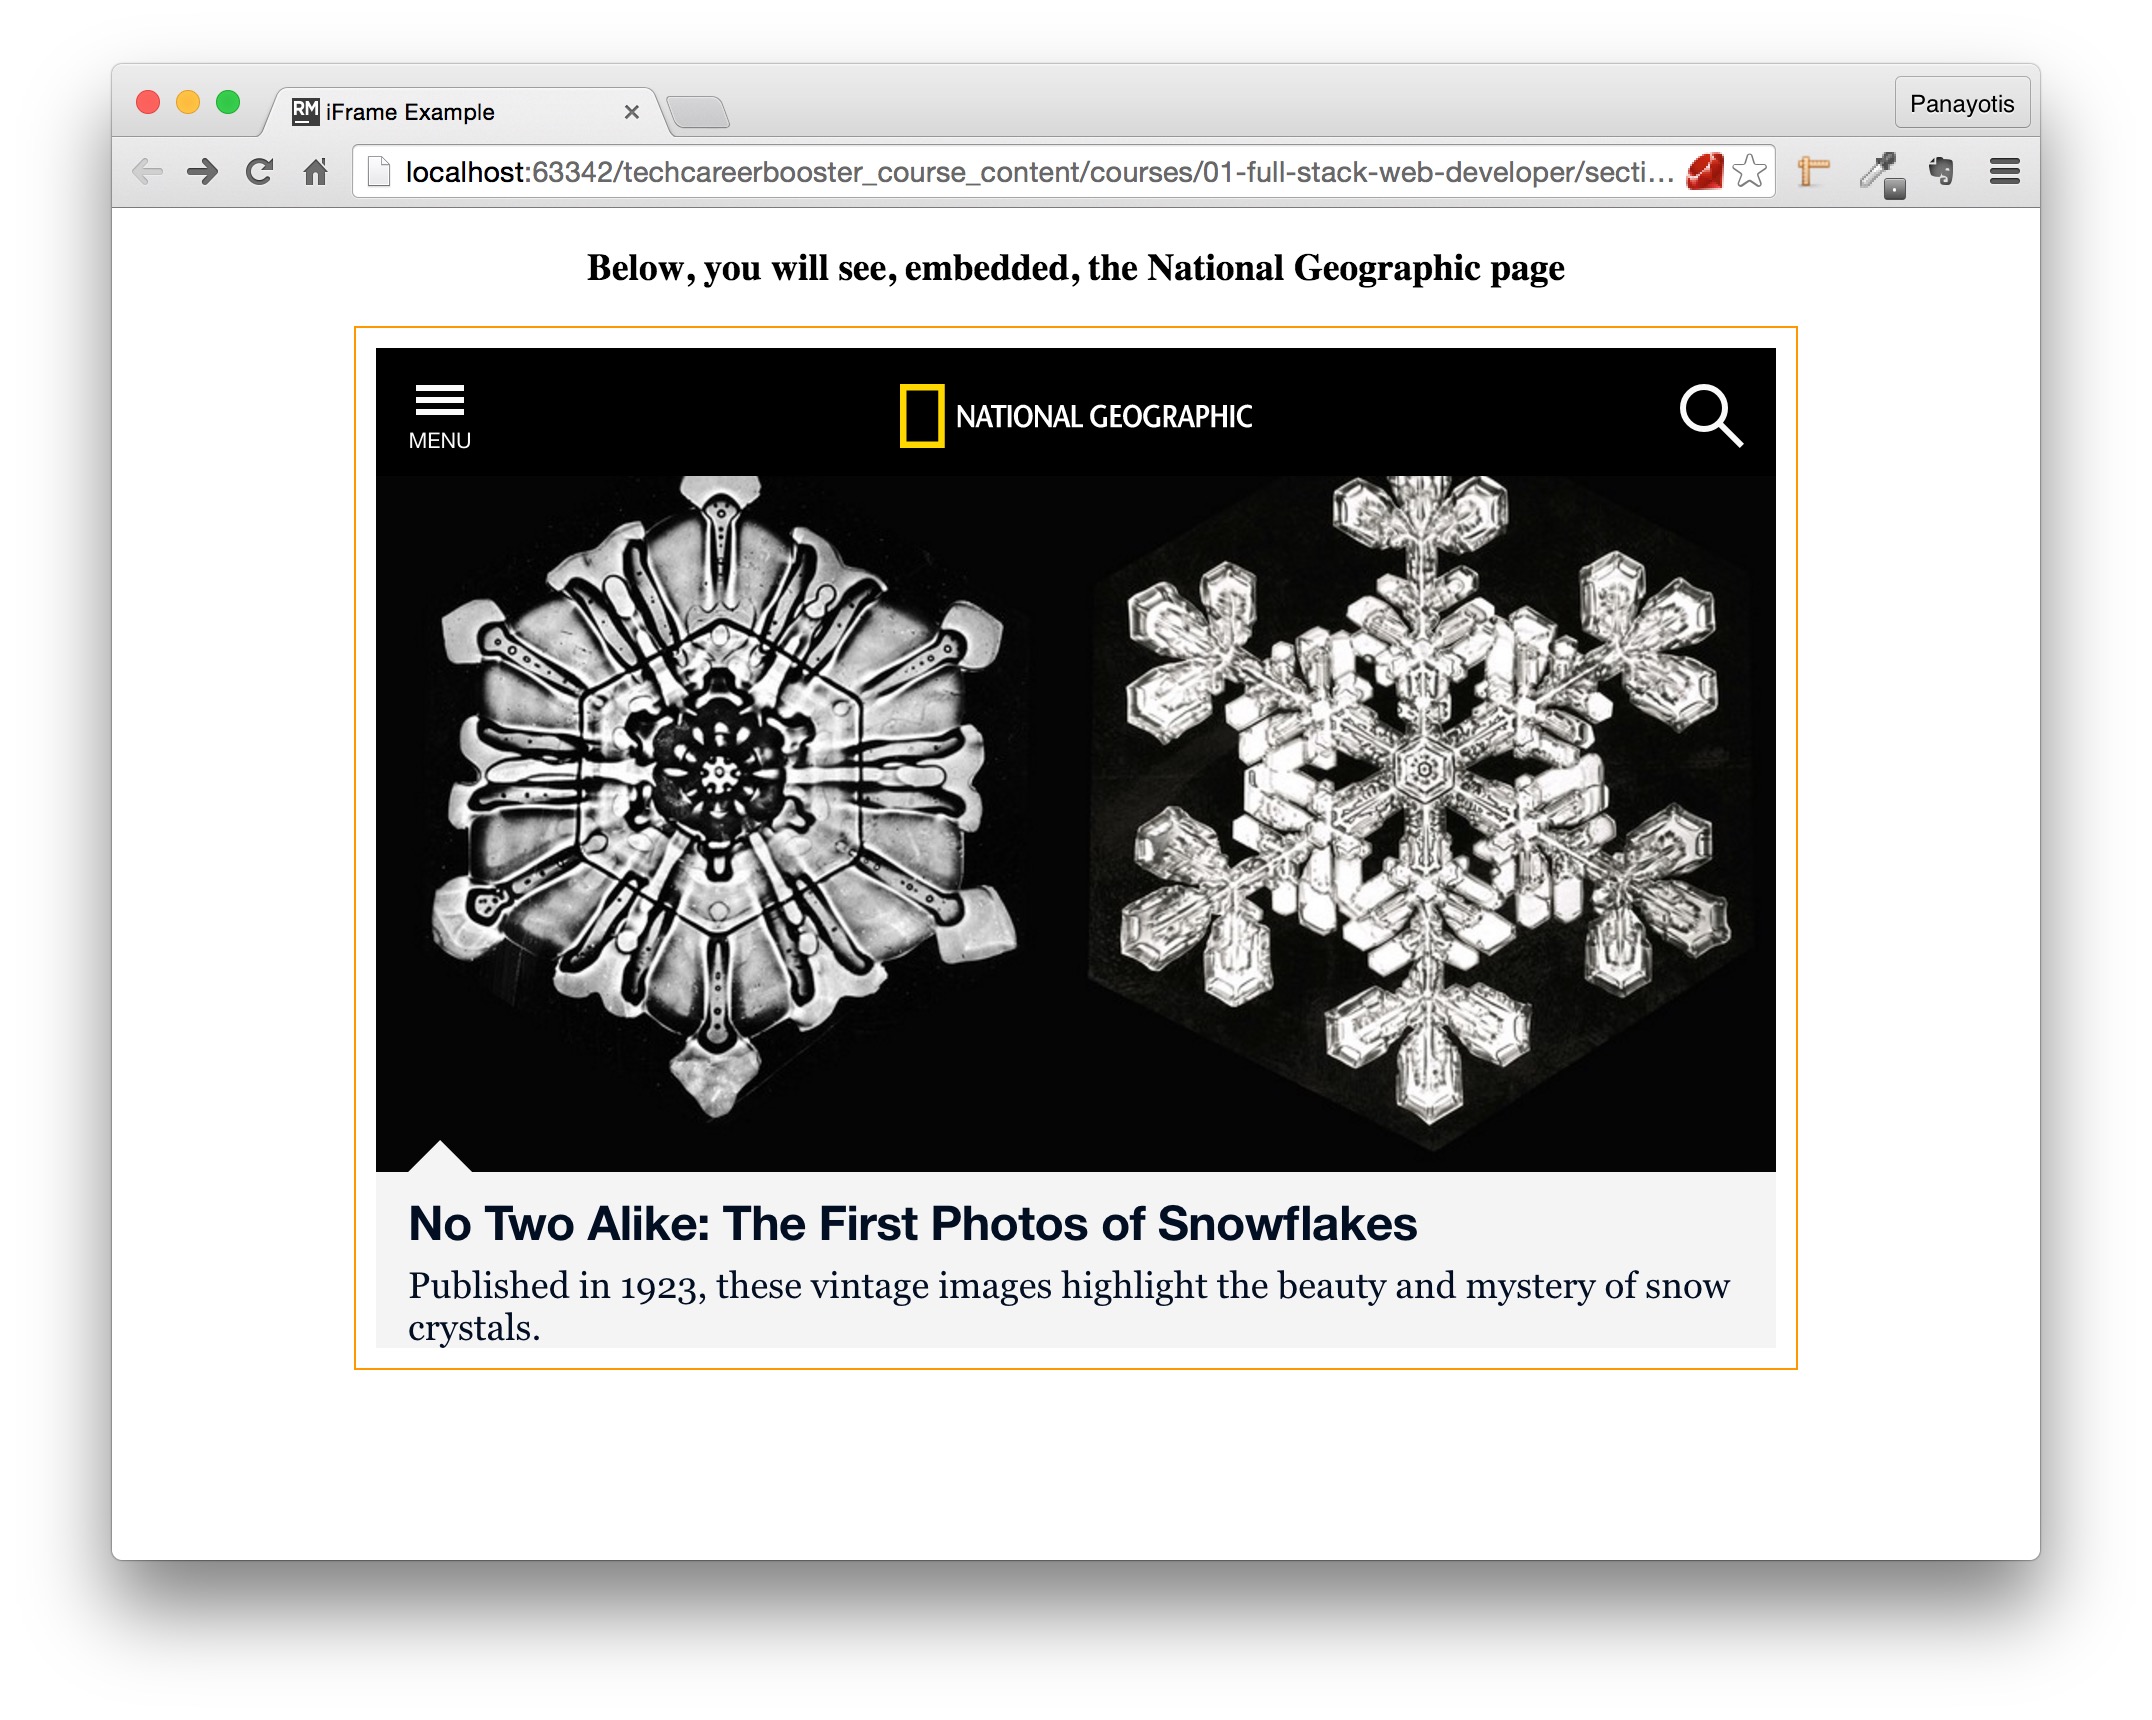 RM iFrame Example
Panayotis
localhost:63342/techcareerbooster_course_content/courses/01-full-stack-web-developer/secti...
Below, you will see, embedded, the National Geographic page
MENU
NATIONAL GEOGRAPHIC
No Two Alike: The First Photos of Snowflakes
Published in 1923, these vintage images highlight the beauty and mystery of snow
crystals.